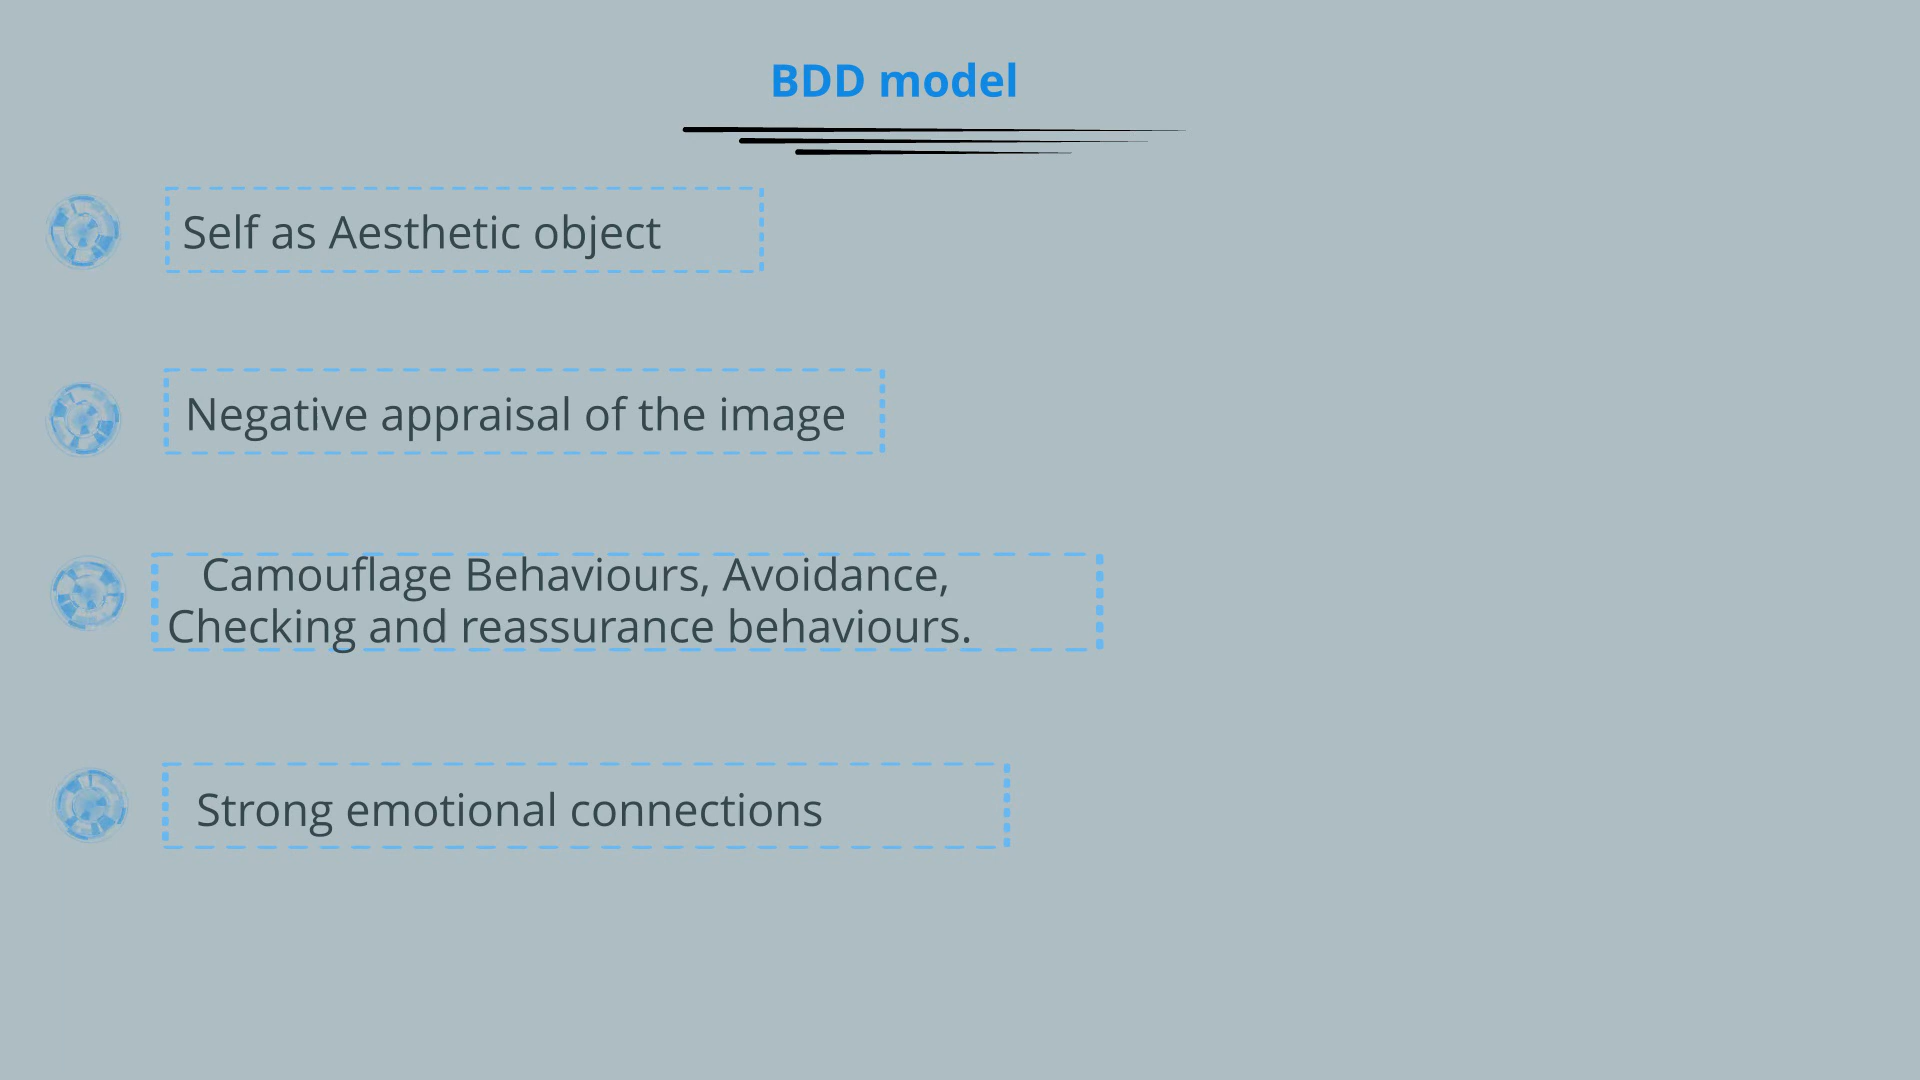 BDD model
Self as Aesthetic object
Negative appraisal of the image
Camouflage Behaviours, Avoidance,
Checking and reassurance behaviours.
Strong emotional connections